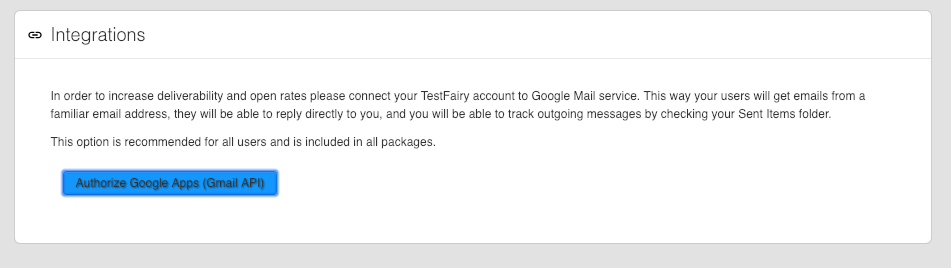 Integrations
In order to increase deliverability and open rates please connect your TestFairy account to Google Mail service. This way your users will get emails from a
familiar email address, they will be able to reply directly to you, and you will be able to track outgoing messages by checking your Sent Items folder.
This option is recommended for all users and is included in all packages.
Authorize Google Apps (Gmail API)